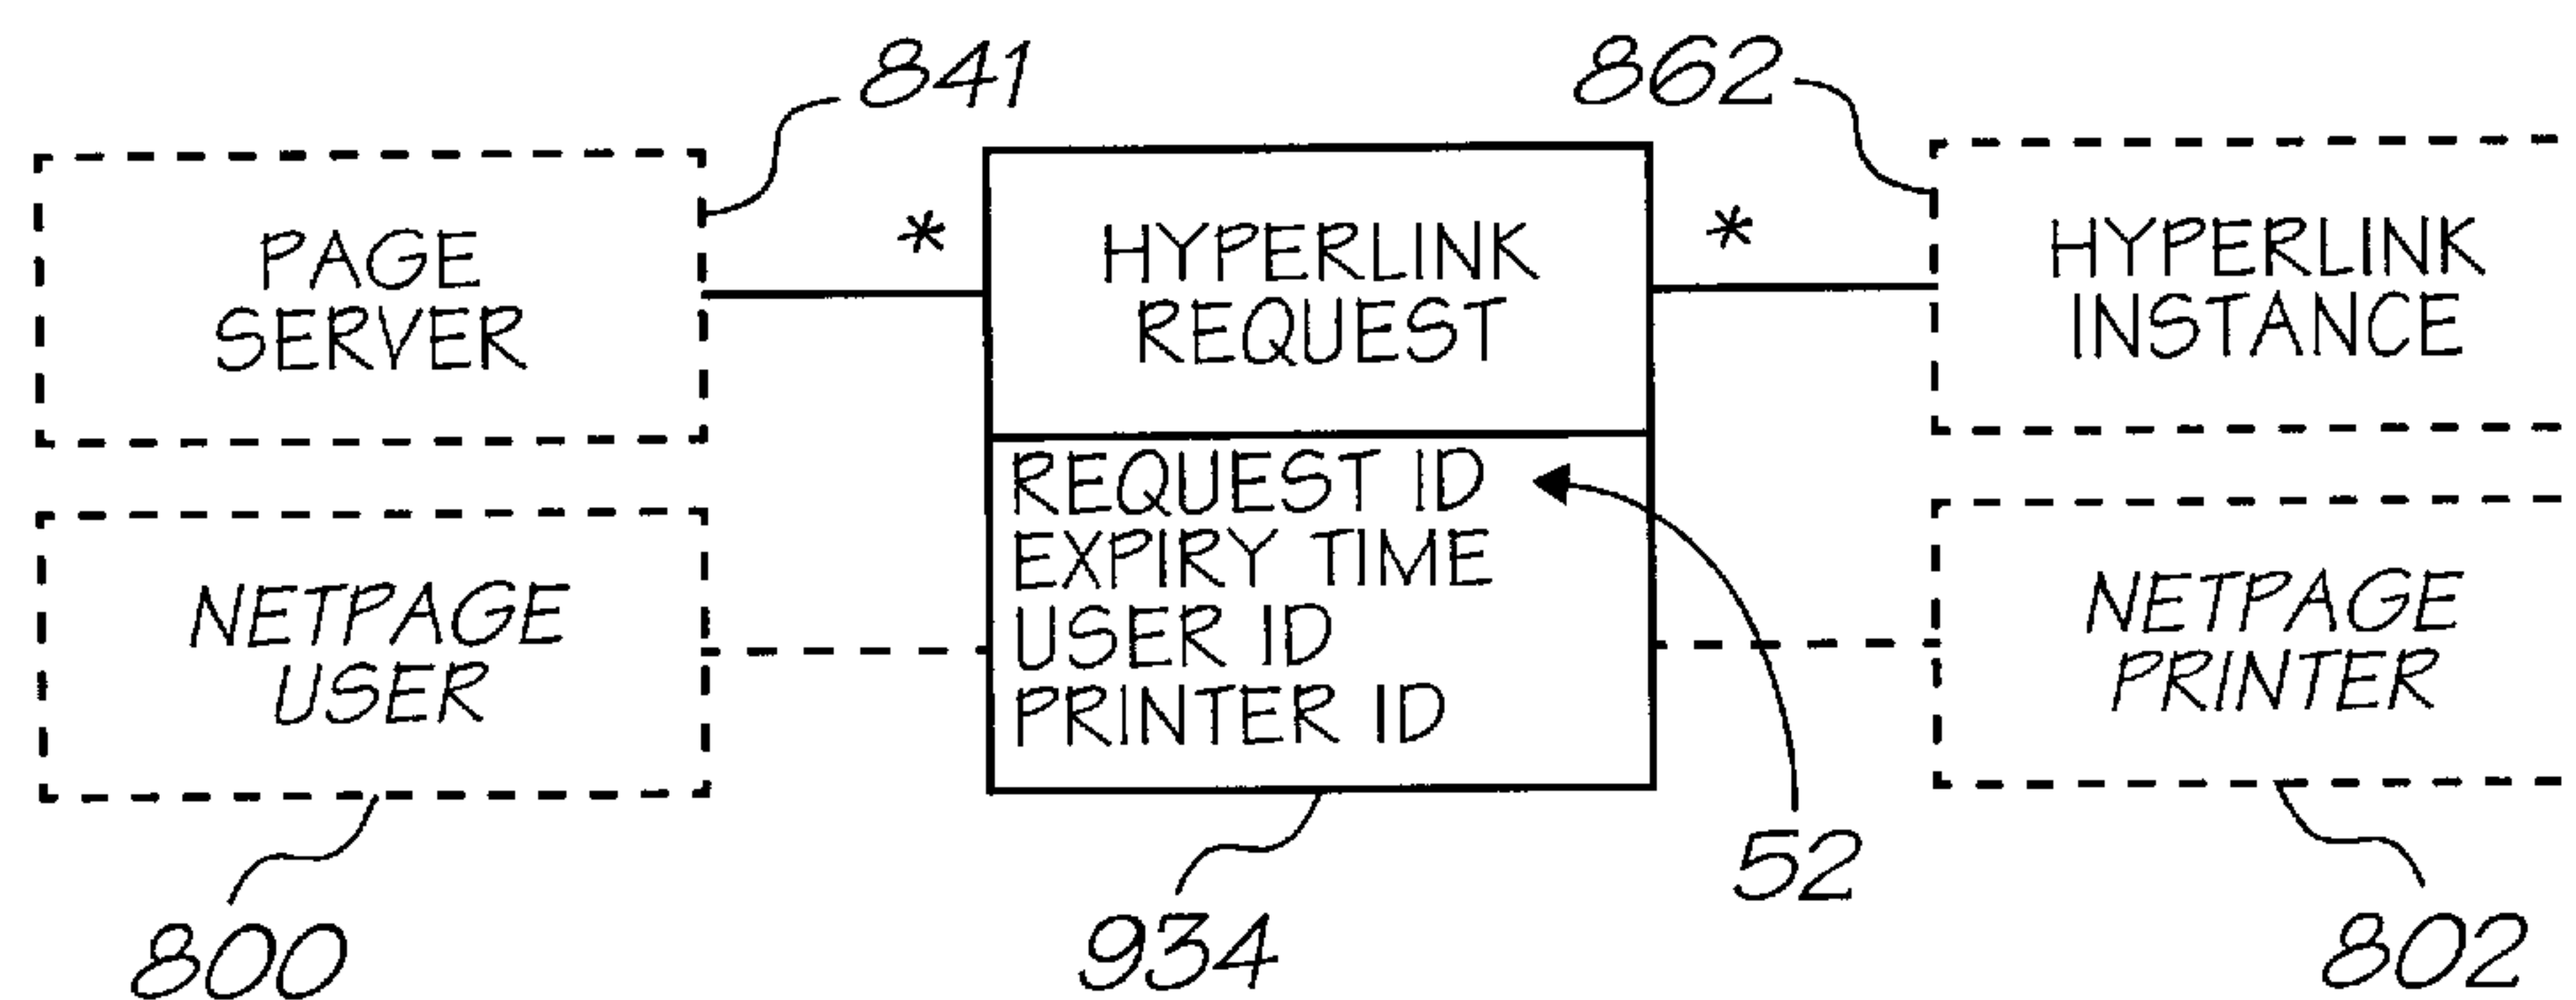 841
862
PAGE
SERVER
*
HYPERLINK
REQUEST
*
HYPERLINK
INSTANCE
REQUEST ID
EXPIRY TIME
USER ID
PRINTER ID
NETPAGE
USER
NETPAGE
PRINTER
52
800
934
802